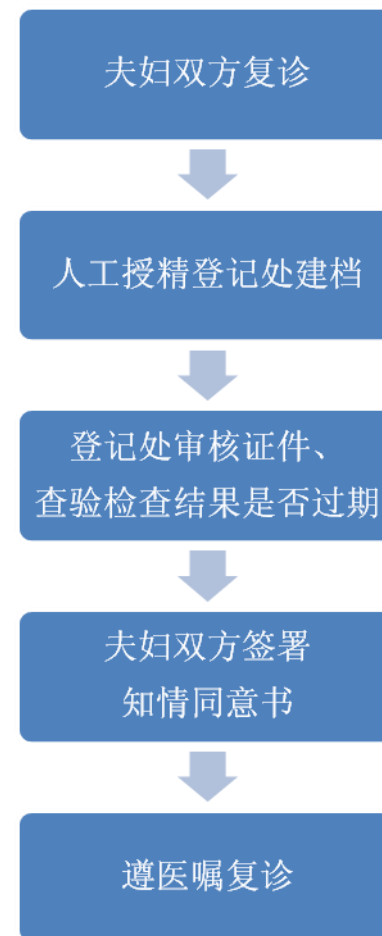 夫妇双方复诊
人工授精登记处建档
登记处审核证件、
查验检查结果是否过期
夫妇双方签署
知情同意书
遵医嘱复诊